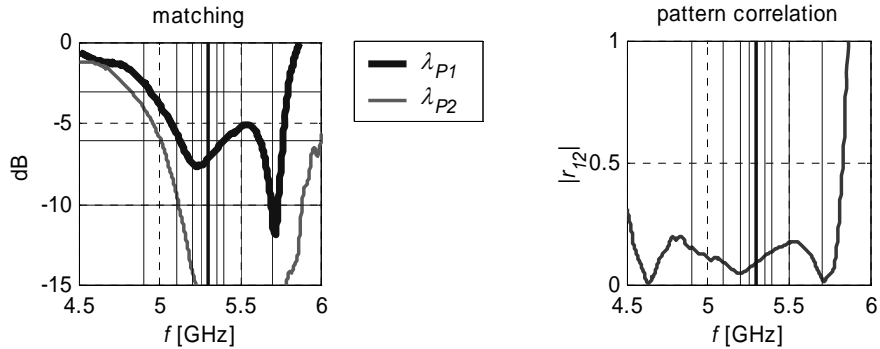 matching
0
-5
-10
-15
dB
4.5 5 5.5 6
f [GHz]
λP1
λP2
pattern correlation
1
0.5
0
|r12|
4.5 5 5.5 6
f [GHz]